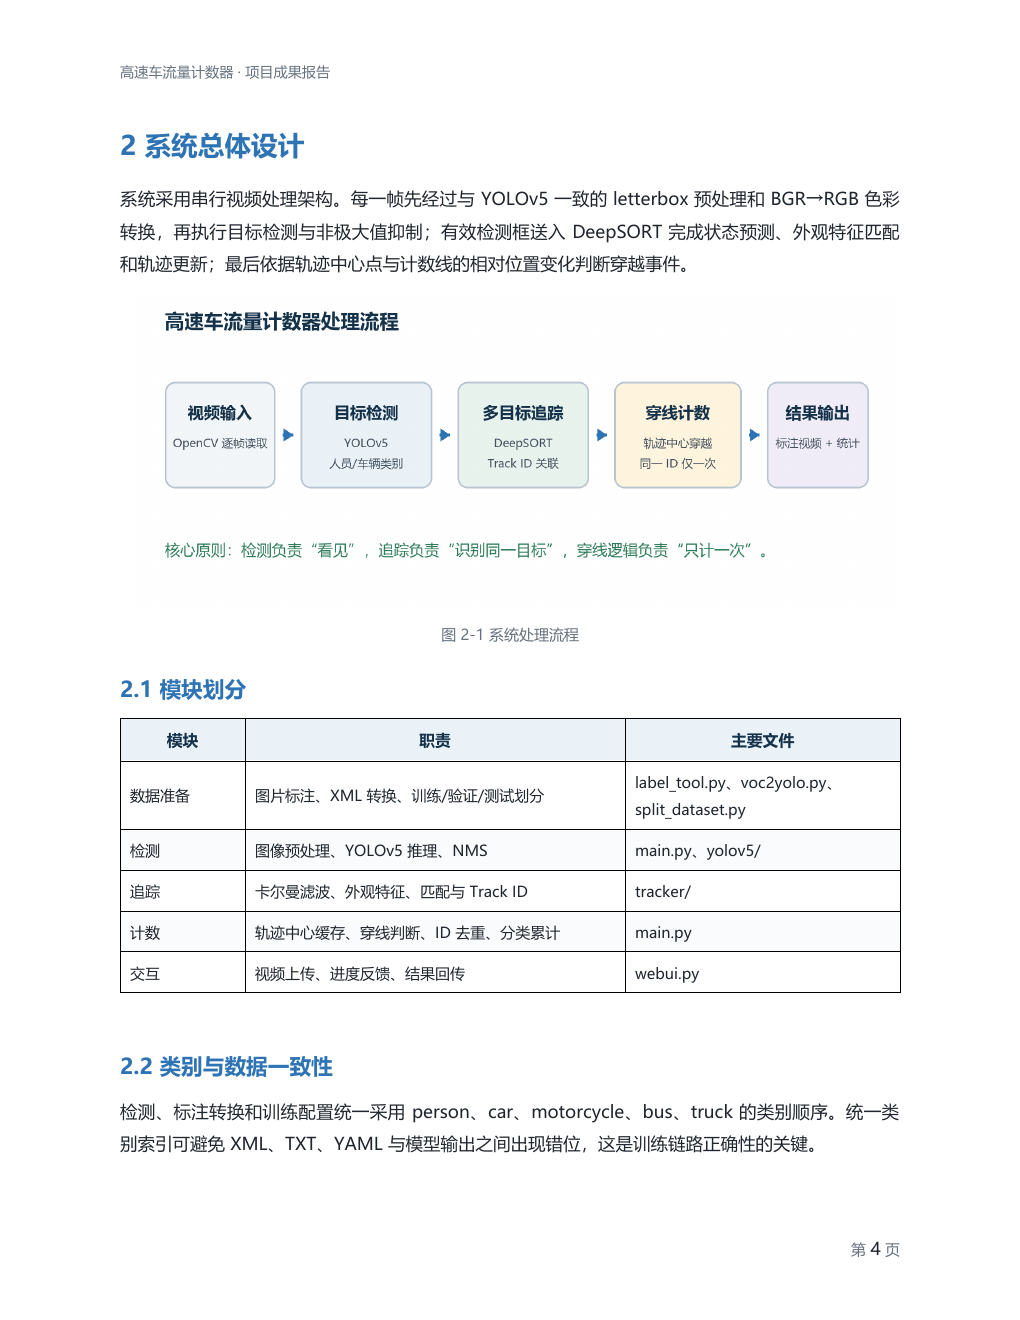 高速车流量计数器 · 项目成果报告
2 系统总体设计
系统采用串行视频处理架构。每一帧先经过与 YOLOv5 一致的 letterbox 预处理和 BGR→RGB 色彩
转换，再执行目标检测与非极大值抑制；有效检测框送入 DeepSORT 完成状态预测、外观特征匹配
和轨迹更新；最后依据轨迹中心点与计数线的相对位置变化判断穿越事件。
高速车流量计数器处理流程
视频输入
OpenCV 逐帧读取
目标检测
YOLOv5
人员/车辆类别
多目标追踪
DeepSORT
Track ID 关联
穿线计数
轨迹中心穿越
同一 ID 仅一次
结果输出
标注视频 + 统计
核心原则：检测负责“看见”，追踪负责“识别同一目标”，穿线逻辑负责“只计一次”。
图 2-1 系统处理流程
2.1 模块划分
模块 职责 主要文件
数据准备 图片标注、XML 转换、训练/验证/测试划分 label_tool.py、voc2yolo.py、
split_dataset.py
检测 图像预处理、YOLOv5 推理、NMS main.py、yolov5/
追踪 卡尔曼滤波、外观特征、匹配与 Track ID tracker/
计数 轨迹中心缓存、穿线判断、ID 去重、分类累计 main.py
交互 视频上传、进度反馈、结果回传 webui.py
2.2 类别与数据一致性
检测、标注转换和训练配置统一采用 person、car、motorcycle、bus、truck 的类别顺序。统一类
别索引可避免 XML、TXT、YAML 与模型输出之间出现错位，这是训练链路正确性的关键。
第 4 页